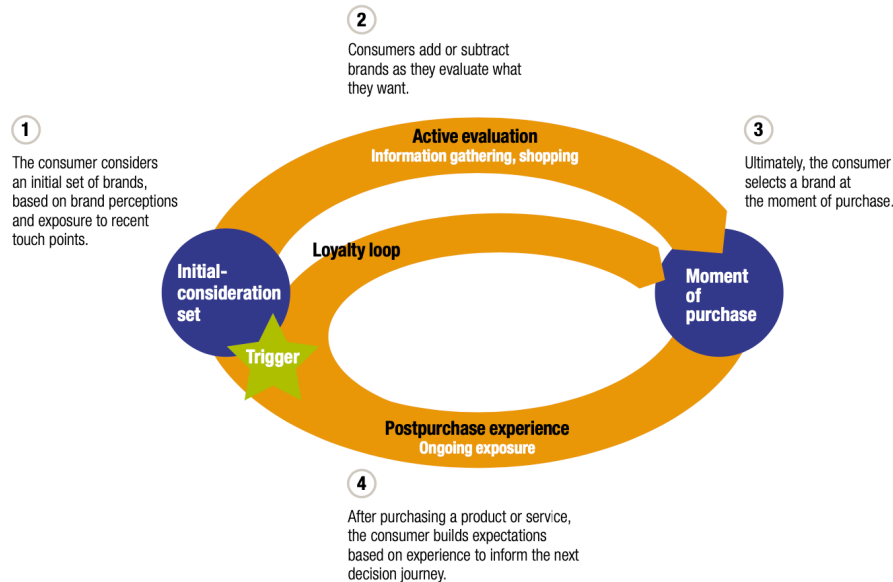 1
The consumer considers
an initial set of brands,
based on brand perceptions
and exposure to recent
touch points.
2
Consumers add or subtract
brands as they evaluate what
they want.
3
Ultimately, the consumer
selects a brand at
the moment of purchase.
Active evaluation
Information gathering, shopping
Loyalty loop
Initial-
consideration
set
Trigger
Moment
of
purchase
Postpurchase experience
Ongoing exposure
4
After purchasing a product or service,
the consumer builds expectations
based on experience to inform the next
decision journey.